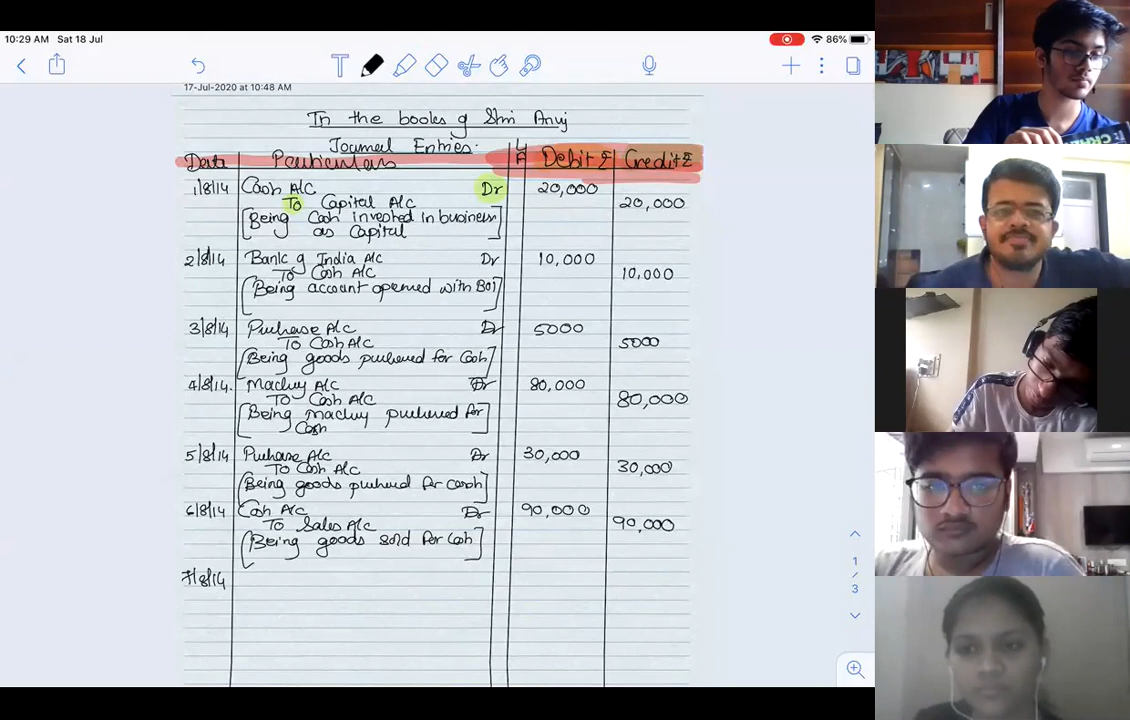 10:29 AM Sat 18 Jul
86%
17-Jul-2020 at 10:48 AM
In the books of Shri Anuj
Journal Entries.
Date Particulars LF Debit ₹ Credit ₹
1/8/14 Cash A/c Dr 20,000
To Capital A/c 20,000
[Being Cash invested in business
as Capital]
2/8/14 Bank of India A/c Dr 10,000
To Cash A/c 10,000
[Being account opened with BOI]
3/8/14 Purchase A/c Dr 5000
To Cash A/c 5000
[Being goods purchased for Cash]
4/8/14. Machny A/c Dr 80,000
To Cash A/c 80,000
[Being Machny purchased for
Cash]
5/8/14 Purchase A/c Dr 30,000
To Cash A/c 30,000
[Being goods purchased for cash]
6/8/14 Cash A/c Dr 90,000
To Sales A/c 90,000
[Being goods sold for Cash]
7/8/14
1
/
3